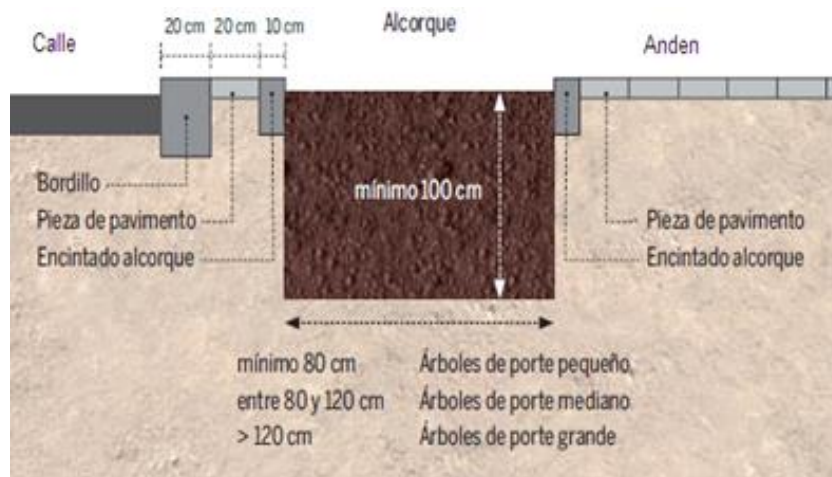 20 cm 20 cm 10 cm
Alcorque
Calle
Anden
mínimo 100 cm
Bordillo
Pieza de pavimento
Encintado alcorque
Pieza de pavimento
Encintado alcorque
mínimo 80 cm Árboles de porte pequeño
entre 80 y 120 cm Árboles de porte mediano
> 120 cm Árboles de porte grande